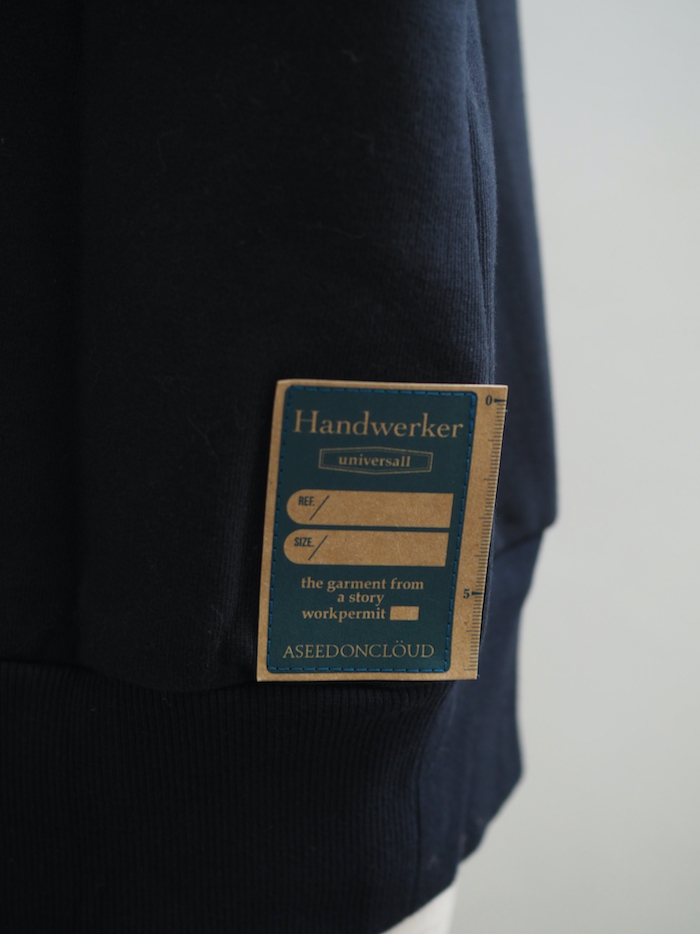 Handwerker
universall
REF.
SIZE.
the garment from
a story
workpermit
ASEEDONCLÖUD
0
5